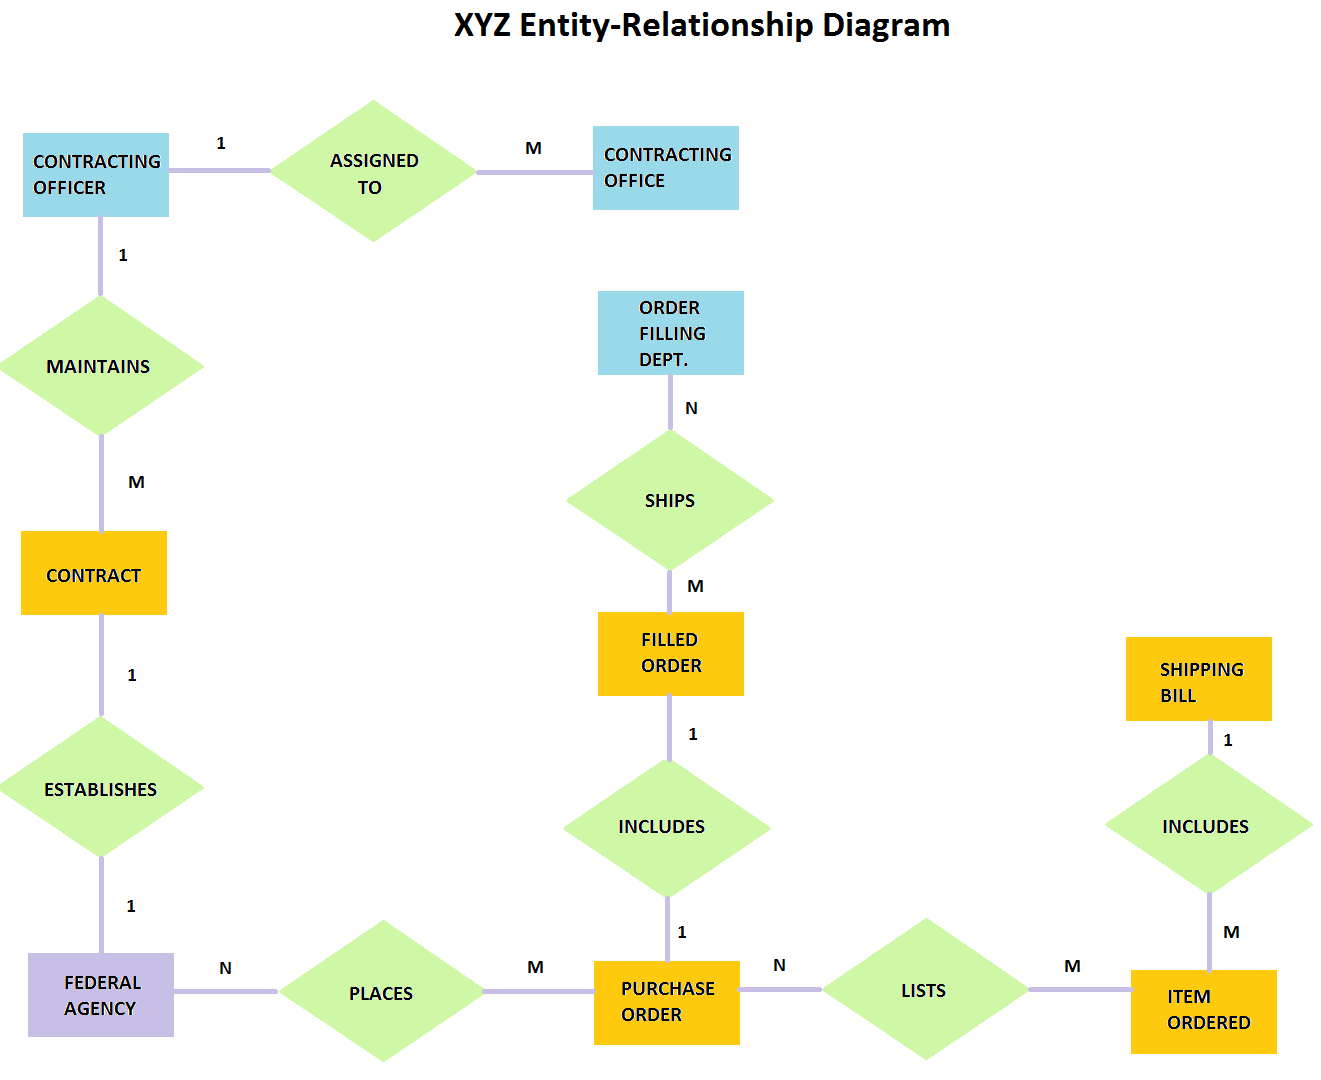 XYZ Entity-Relationship Diagram
1
M
CONTRACTING
OFFICER
ASSIGNED
TO
CONTRACTING
OFFICE
1
ORDER
FILLING
DEPT.
MAINTAINS
N
M
SHIPS
CONTRACT
M
FILLED
ORDER
1
SHIPPING
BILL
1
1
ESTABLISHES
INCLUDES
INCLUDES
1
1
M
N
M
N
M
FEDERAL
AGENCY
PLACES
PURCHASE
ORDER
LISTS
ITEM
ORDERED